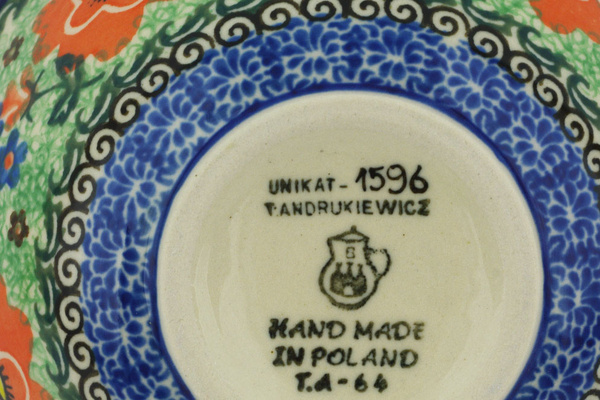 UNIKAT-1596
T.ANDRUKIEWICZ
HAND MADE
IN POLAND
T.A-64